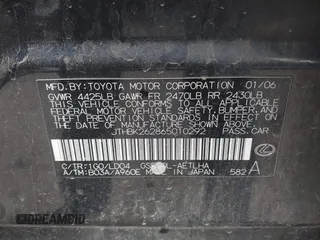 MFD.BY:TOYOTA MOTOR CORPORATION 01/06
GVWR 4425LB GAWR FR 2470LB RR 2430LB
THIS VEHICLE CONFORMS TO ALL APPLICABLE
FEDERAL MOTOR VEHICLE SAFETY, BUMPER,
AND THEFT PREVENTION STANDARDS IN EFFECT
ON THE DATE OF MANUFACTURE SHOWN ABOVE.
JTHBK262865010292
C/TR:1G0/LD04
A/TM:B03A/A960E MADE IN JAPAN 582 A